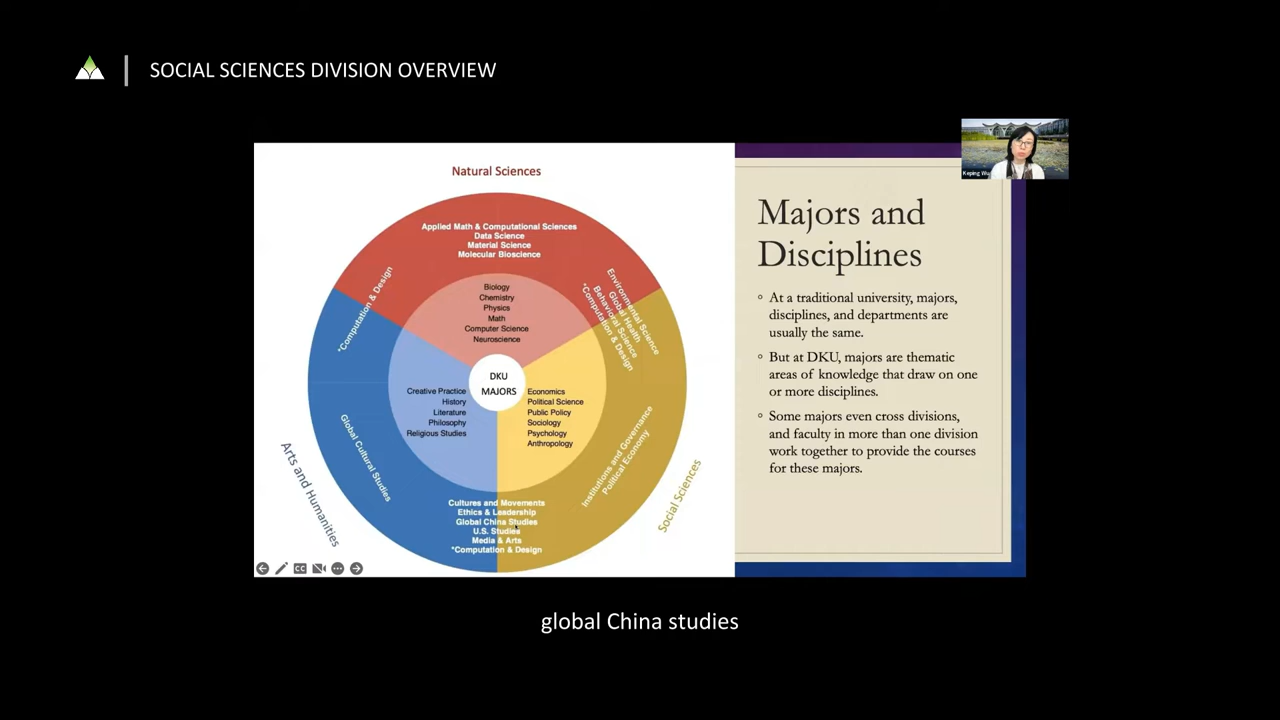 SOCIAL SCIENCES DIVISION OVERVIEW
Natural Sciences
Applied Math & Computational Sciences
Data Science
Material Science
Molecular Bioscience
*Computation & Design
Environmental Science
Global Health
Behavioral Science
*Computation & Design
Biology
Chemistry
Physics
Math
Computer Science
Neuroscience
DKU
MAJORS
Creative Practice
History
Literature
Philosophy
Religious Studies
Economics
Political Science
Public Policy
Sociology
Psychology
Anthropology
Global Cultural Studies
Institutions and Governance
Political Economy
Arts and Humanities
Social Sciences
Cultures and Movements
Ethics & Leadership
Global China Studies
U.S. Studies
Media & Arts
*Computation & Design
CC
Keping Wu
Majors and
Disciplines
At a traditional university, majors,
disciplines, and departments are
usually the same.
But at DKU, majors are thematic
areas of knowledge that draw on one
or more disciplines.
Some majors even cross divisions,
and faculty in more than one division
work together to provide the courses
for these majors.
global China studies